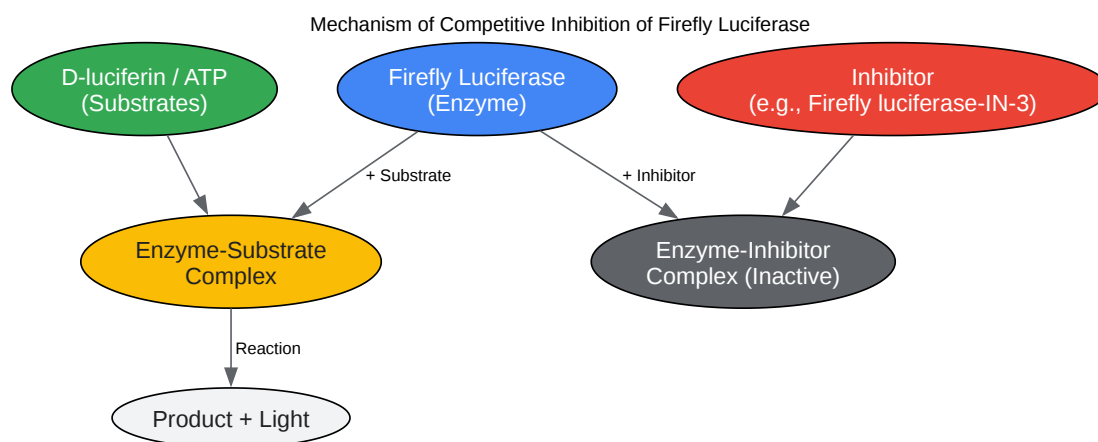 Mechanism of Competitive Inhibition of Firefly Luciferase
D-luciferin / ATP
(Substrates)
Firefly Luciferase
(Enzyme)
Inhibitor
(e.g., Firefly luciferase-IN-3)
+ Substrate
+ Inhibitor
Enzyme-Substrate
Complex
Enzyme-Inhibitor
Complex (Inactive)
Reaction
Product + Light